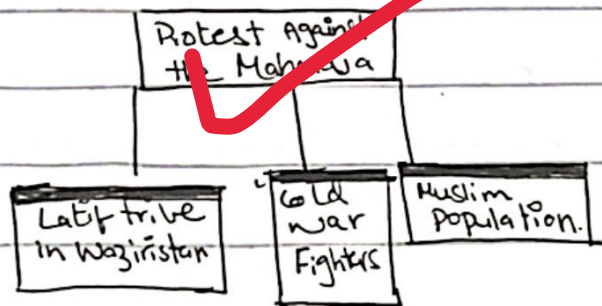 Protest Against
the Maharaja
Latif tribe
in Waziristan
Cold
war
Fighters
Muslim
Population.